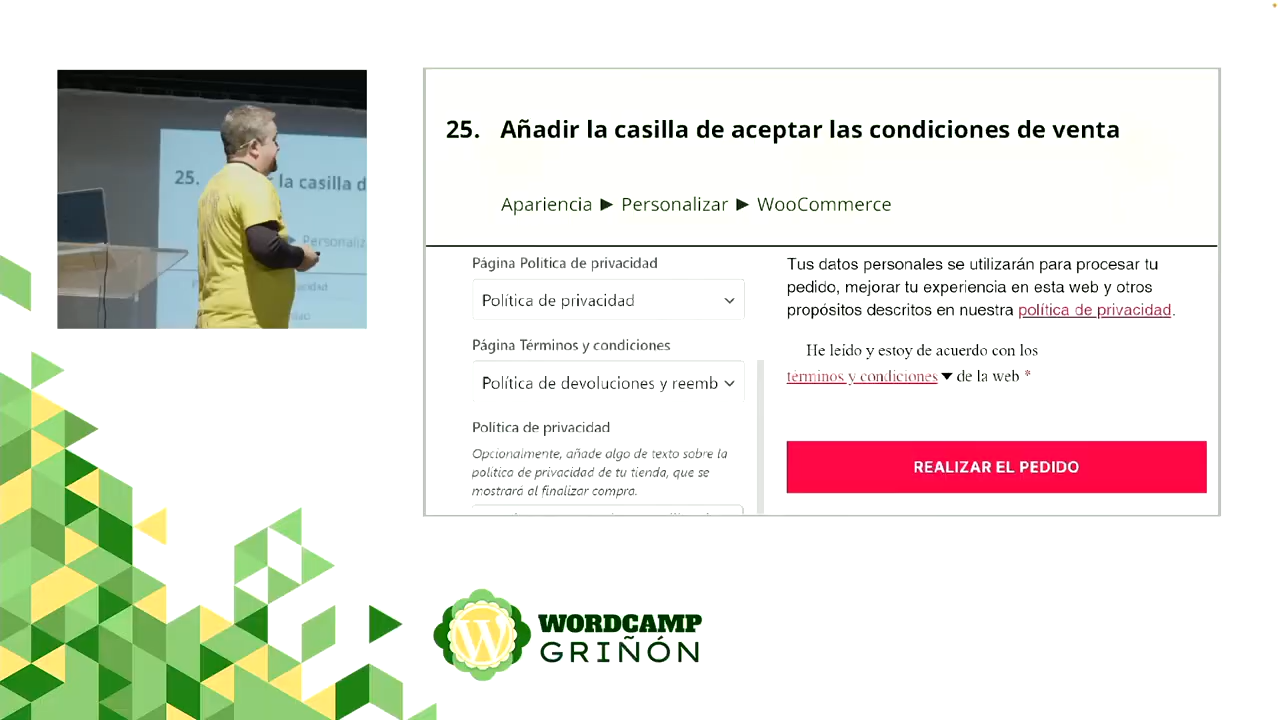 25. la casilla d
Personaliz
25. Añadir la casilla de aceptar las condiciones de venta
Apariencia ► Personalizar ► WooCommerce
Página Política de privacidad
Política de privacidad
Página Términos y condiciones
Política de devoluciones y reemb
Política de privacidad
Opcionalmente, añade algo de texto sobre la
política de privacidad de tu tienda, que se
mostrará al finalizar compra.
Tus datos personales se utilizarán para procesar tu
pedido, mejorar tu experiencia en esta web y otros
propósitos descritos en nuestra política de privacidad.
He leído y estoy de acuerdo con los
términos y condiciones ▼ de la web *
REALIZAR EL PEDIDO
WORDCAMP
GRIÑÓN